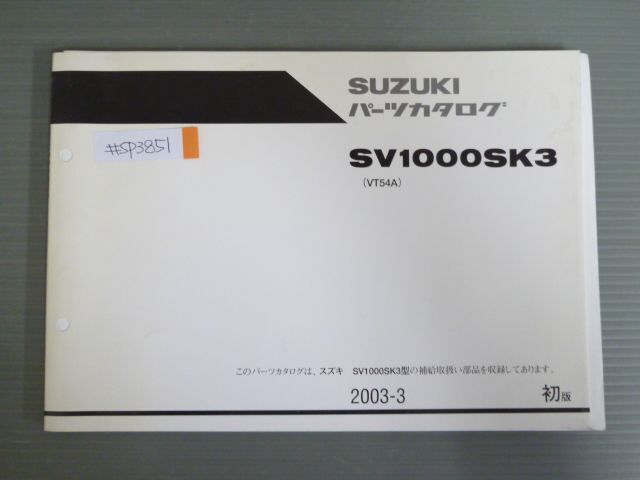 SUZUKI
パーツカタログ
#SP3851
SV1000SK3
(VT54A)
このパーツカタログは、スズキ SV1000SK3型の補給取扱い部品を収録してあります。
2003-3 初版